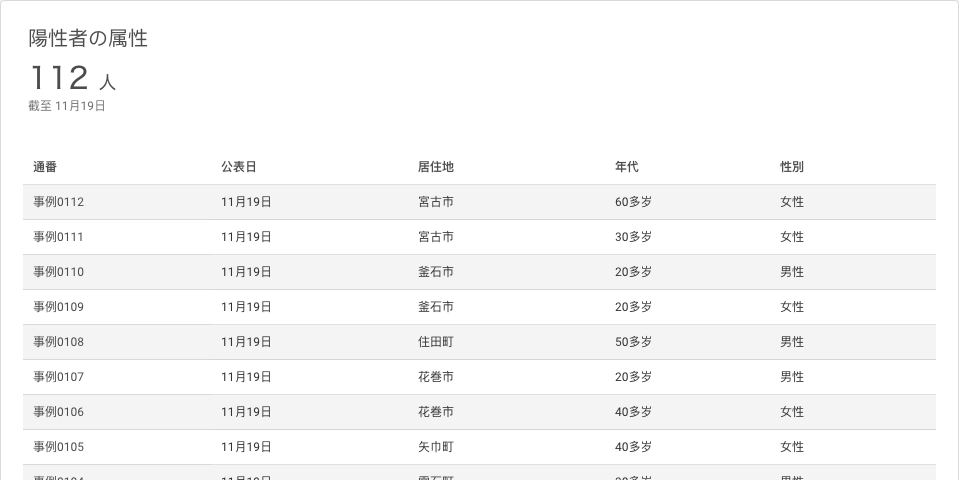 陽性者の属性
112 人
截至 11月19日
通番 公表日 居住地 年代 性別
事例0112 11月19日 宮古市 60多岁 女性
事例0111 11月19日 宮古市 30多岁 女性
事例0110 11月19日 釜石市 20多岁 男性
事例0109 11月19日 釜石市 20多岁 女性
事例0108 11月19日 住田町 50多岁 男性
事例0107 11月19日 花巻市 20多岁 男性
事例0106 11月19日 花巻市 40多岁 女性
事例0105 11月19日 矢巾町 40多岁 女性